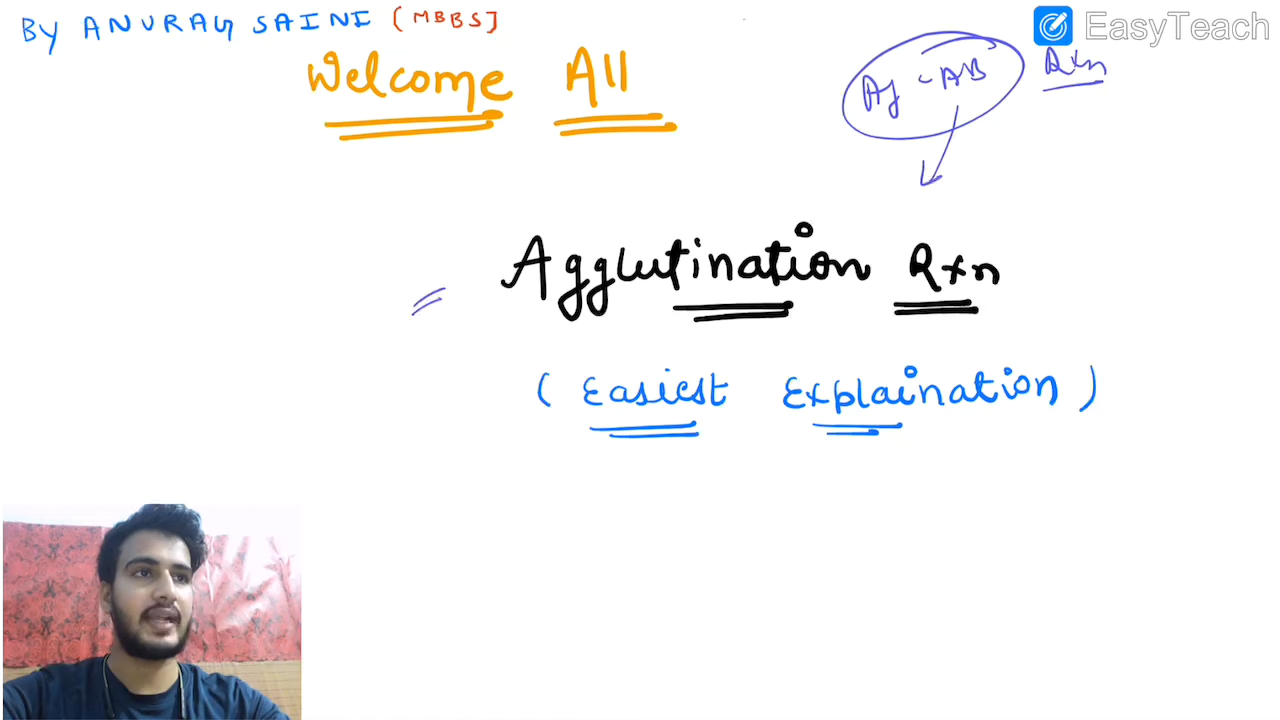 By ANURAG SAINI (MBBS]
EasyTeach
Welcome All
Ag - AB Rxn
Agglutination Rxn
(Easiest Explaination)